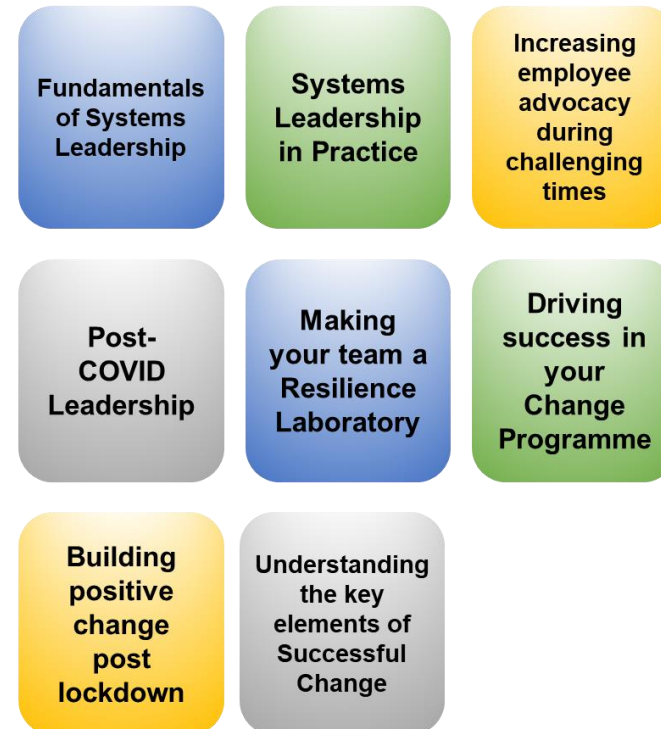 Fundamentals
of Systems
Leadership
Systems
Leadership
in Practice
Increasing
employee
advocacy
during
challenging
times
Post-
COVID
Leadership
Making
your team a
Resilience
Laboratory
Driving
success in
your
Change
Programme
Building
positive
change
post
lockdown
Understanding
the key
elements of
Successful
Change